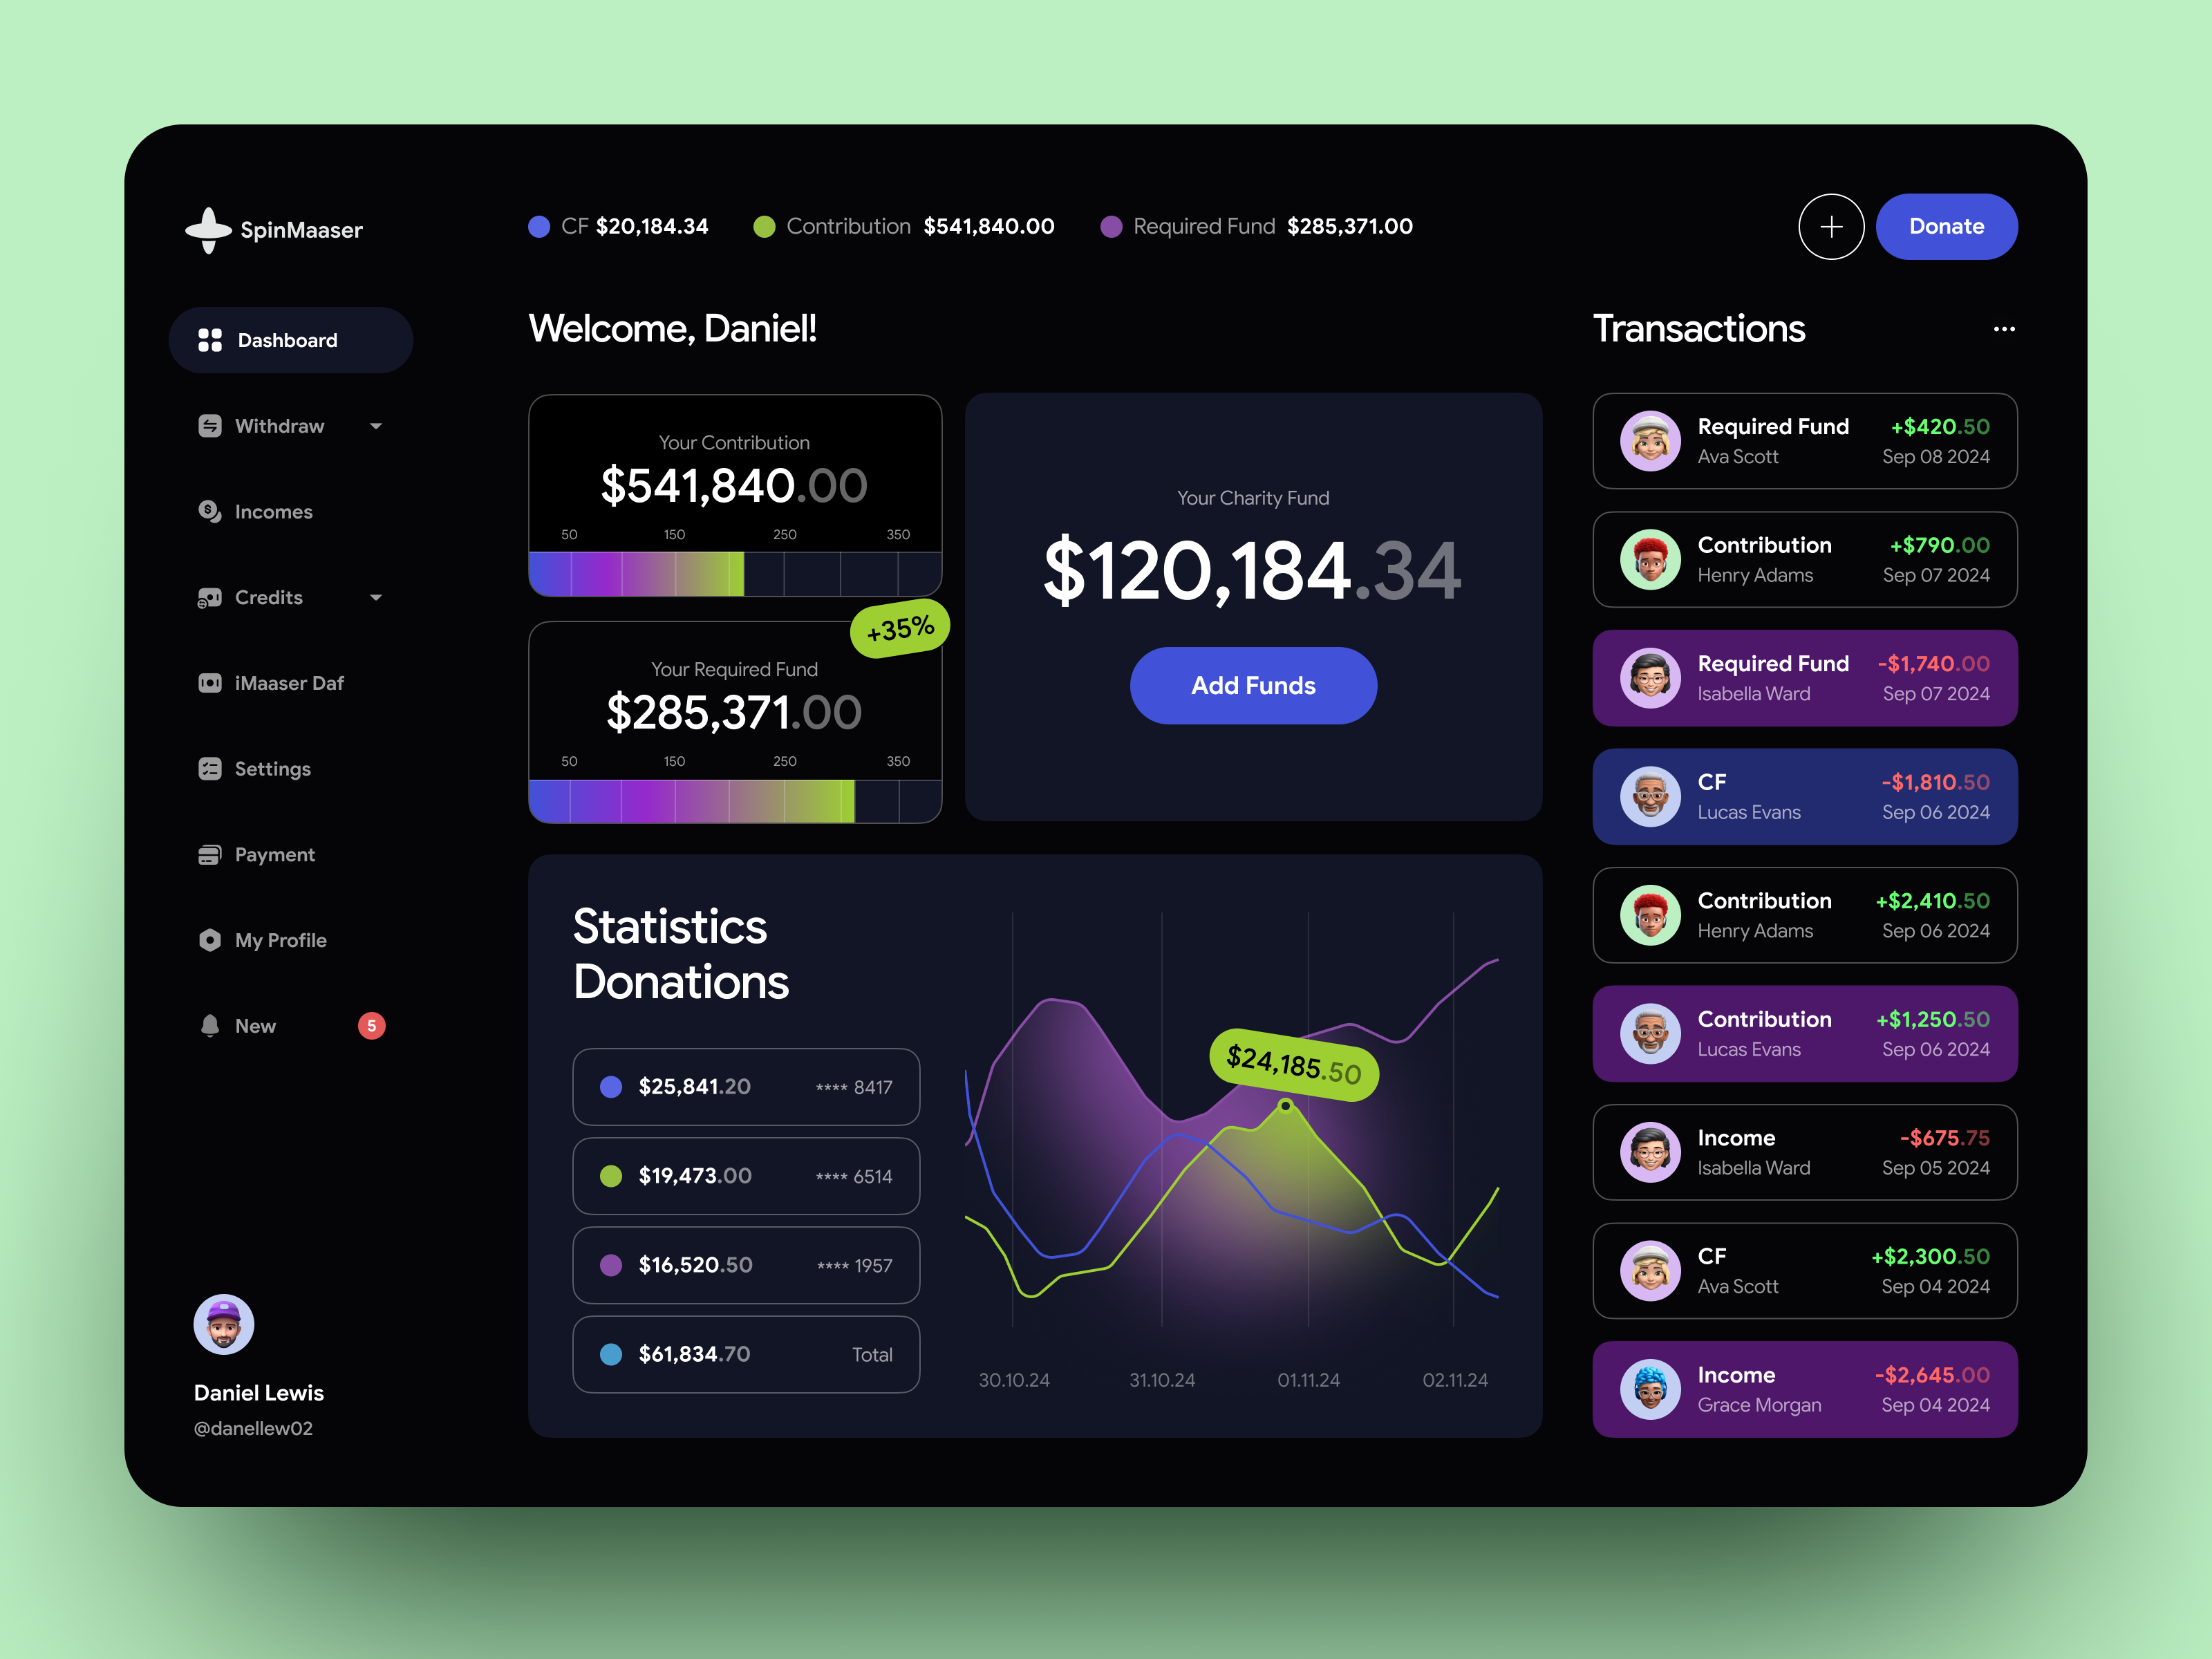 SpinMaaser
CF $20,184.34
Contribution $541,840.00
Required Fund $285,371.00
Donate
Dashboard
Withdraw
Incomes
Credits
iMaaser Daf
Settings
Payment
My Profile
New 5
Daniel Lewis
@danellew02
Welcome, Daniel!
Your Contribution
$541,840.00
50 150 250 350
+35%
Your Required Fund
$285,371.00
50 150 250 350
Your Charity Fund
$120,184.34
Add Funds
Statistics
Donations
$25,841.20 **** 8417
$19,473.00 **** 6514
$16,520.50 **** 1957
$61,834.70 Total
$24,185.50
30.10.24 31.10.24 01.11.24 02.11.24
Transactions
Required Fund +$420.50
Ava Scott Sep 08 2024
Contribution +$790.00
Henry Adams Sep 07 2024
Required Fund -$1,740.00
Isabella Ward Sep 07 2024
CF -$1,810.50
Lucas Evans Sep 06 2024
Contribution +$2,410.50
Henry Adams Sep 06 2024
Contribution +$1,250.50
Lucas Evans Sep 06 2024
Income -$675.75
Isabella Ward Sep 05 2024
CF +$2,300.50
Ava Scott Sep 04 2024
Income -$2,645.00
Grace Morgan Sep 04 2024